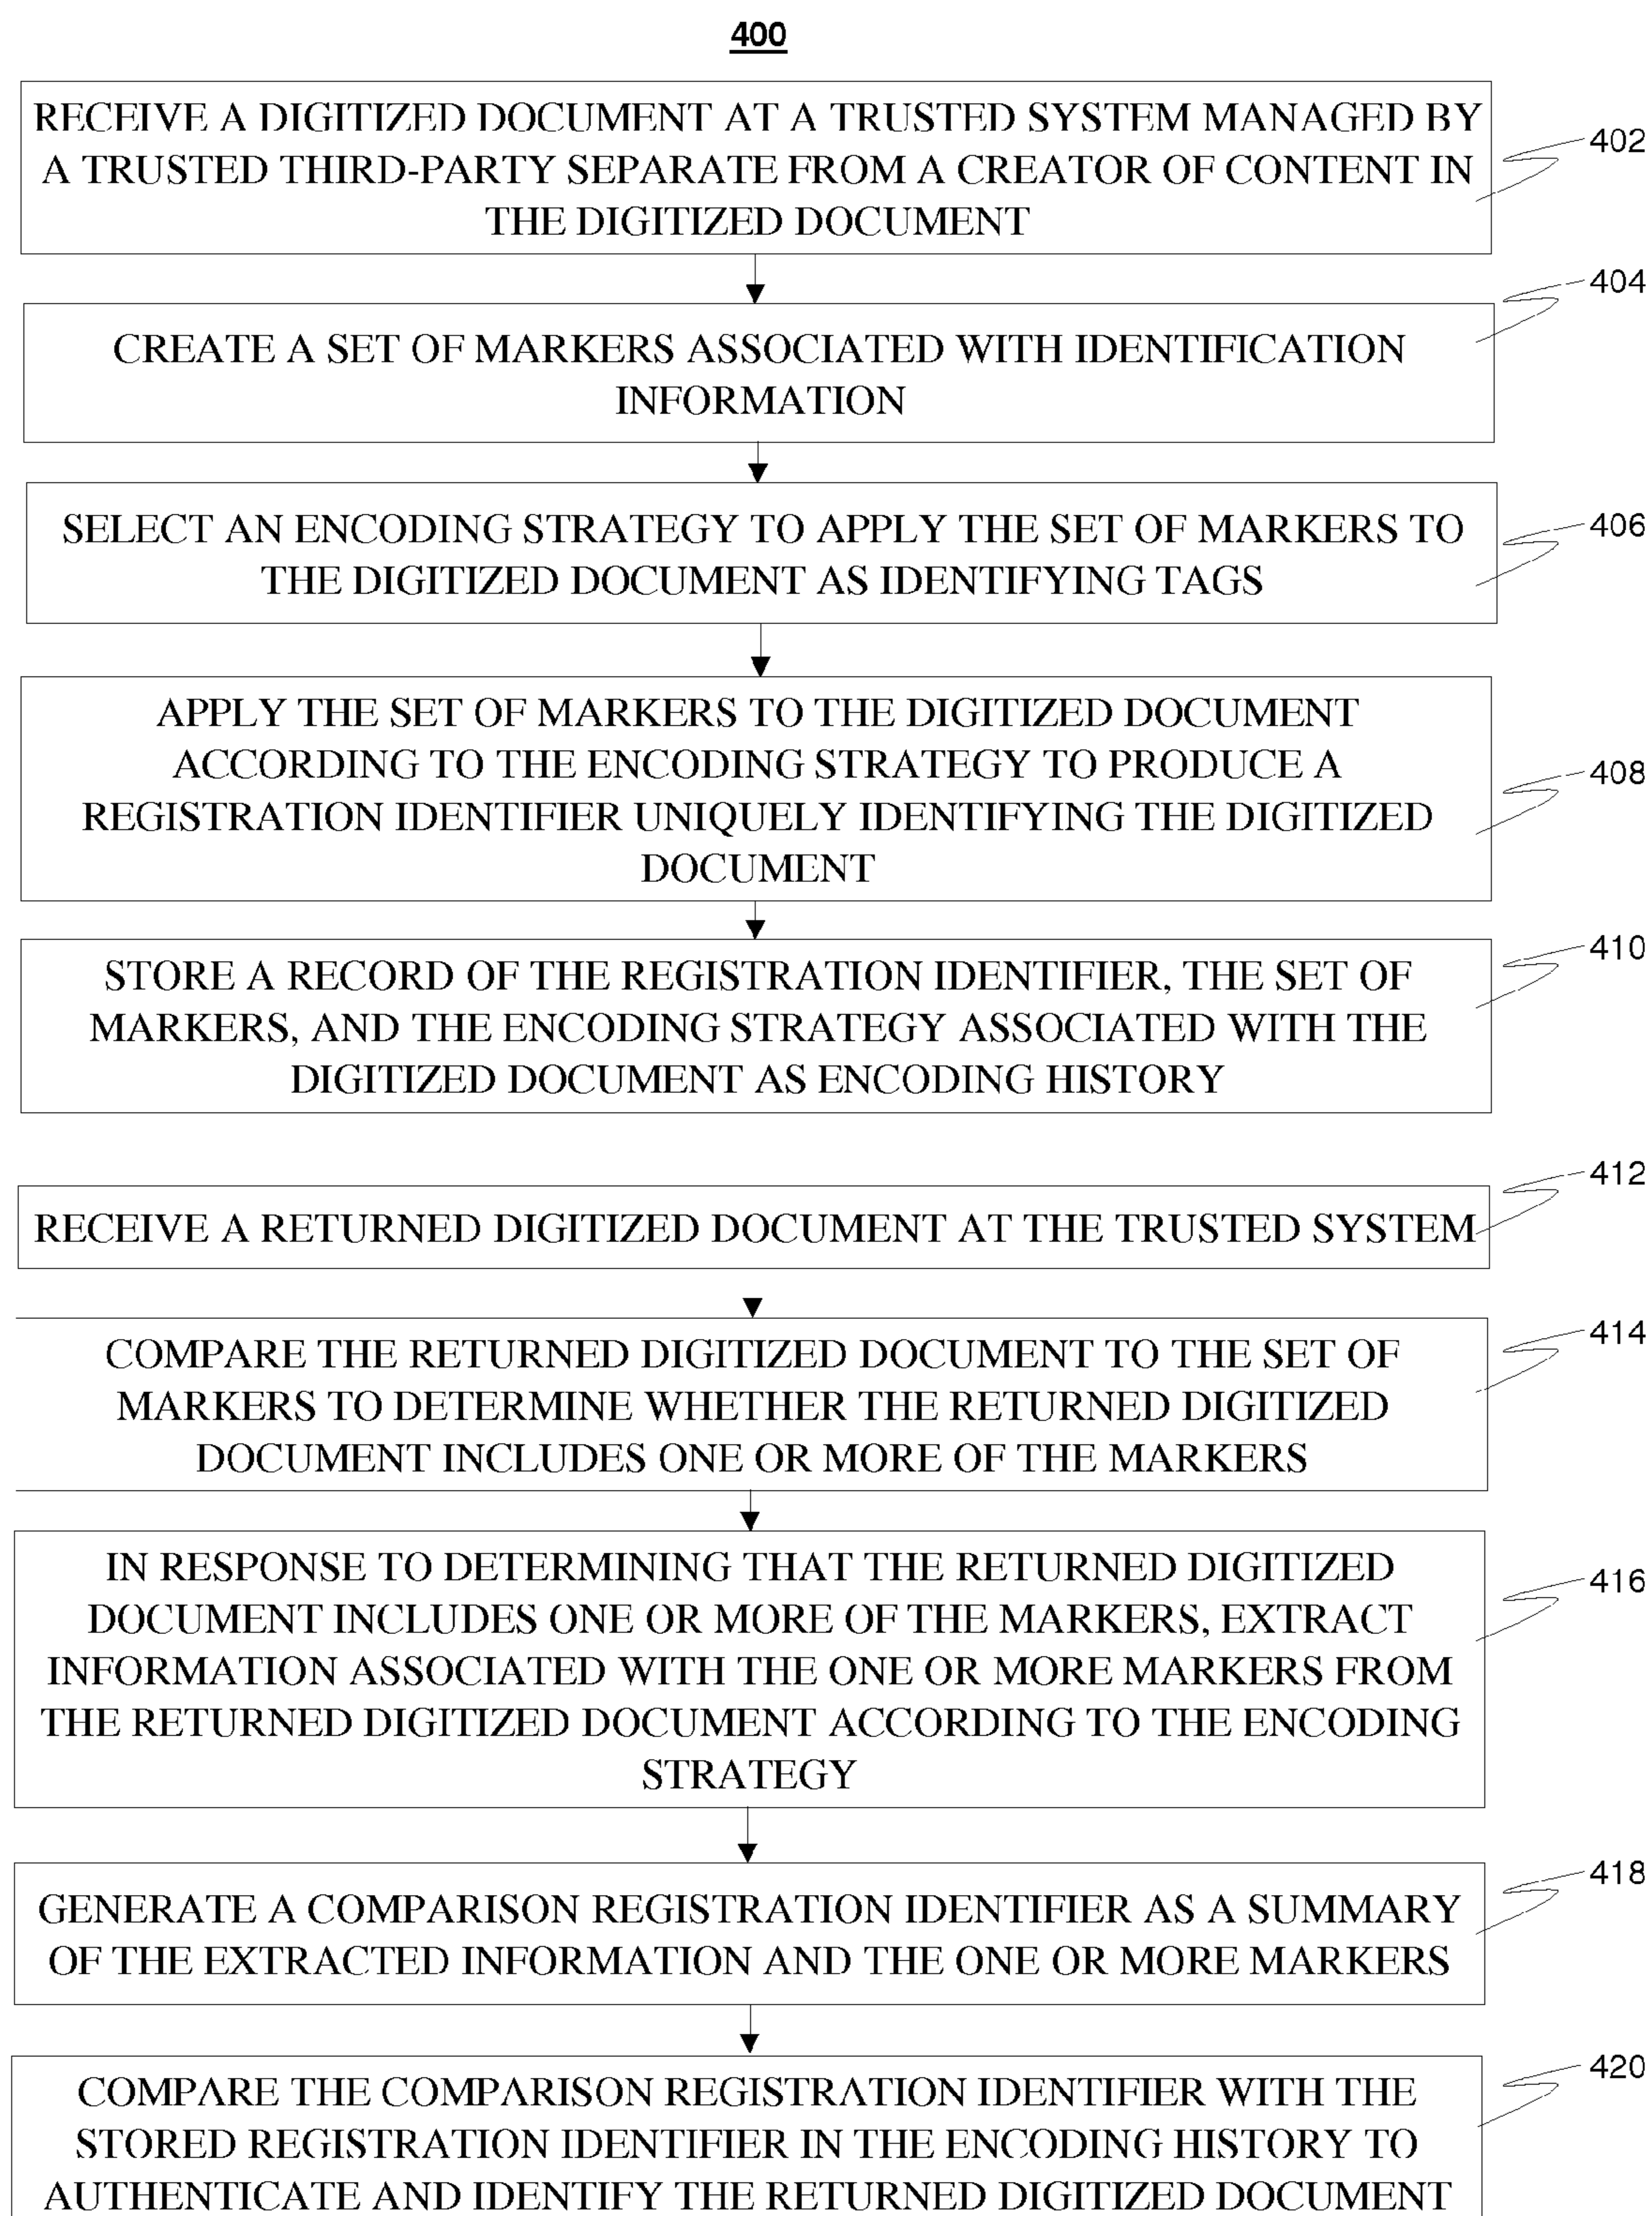 400
RECEIVE A DIGITIZED DOCUMENT AT A TRUSTED SYSTEM MANAGED BY
A TRUSTED THIRD-PARTY SEPARATE FROM A CREATOR OF CONTENT IN
THE DIGITIZED DOCUMENT
402
CREATE A SET OF MARKERS ASSOCIATED WITH IDENTIFICATION
INFORMATION
404
SELECT AN ENCODING STRATEGY TO APPLY THE SET OF MARKERS TO
THE DIGITIZED DOCUMENT AS IDENTIFYING TAGS
406
APPLY THE SET OF MARKERS TO THE DIGITIZED DOCUMENT
ACCORDING TO THE ENCODING STRATEGY TO PRODUCE A
REGISTRATION IDENTIFIER UNIQUELY IDENTIFYING THE DIGITIZED
DOCUMENT
408
STORE A RECORD OF THE REGISTRATION IDENTIFIER, THE SET OF
MARKERS, AND THE ENCODING STRATEGY ASSOCIATED WITH THE
DIGITIZED DOCUMENT AS ENCODING HISTORY
410
RECEIVE A RETURNED DIGITIZED DOCUMENT AT THE TRUSTED SYSTEM
412
COMPARE THE RETURNED DIGITIZED DOCUMENT TO THE SET OF
MARKERS TO DETERMINE WHETHER THE RETURNED DIGITIZED
DOCUMENT INCLUDES ONE OR MORE OF THE MARKERS
414
IN RESPONSE TO DETERMINING THAT THE RETURNED DIGITIZED
DOCUMENT INCLUDES ONE OR MORE OF THE MARKERS, EXTRACT
INFORMATION ASSOCIATED WITH THE ONE OR MORE MARKERS FROM
THE RETURNED DIGITIZED DOCUMENT ACCORDING TO THE ENCODING
STRATEGY
416
GENERATE A COMPARISON REGISTRATION IDENTIFIER AS A SUMMARY
OF THE EXTRACTED INFORMATION AND THE ONE OR MORE MARKERS
418
COMPARE THE COMPARISON REGISTRATION IDENTIFIER WITH THE
STORED REGISTRATION IDENTIFIER IN THE ENCODING HISTORY TO
AUTHENTICATE AND IDENTIFY THE RETURNED DIGITIZED DOCUMENT
420